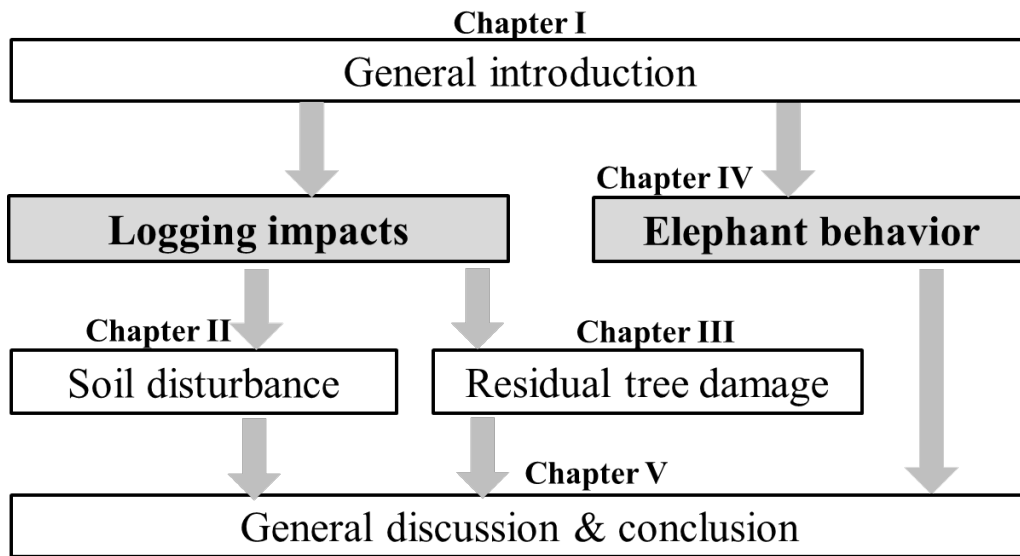 Chapter I
General introduction
Chapter IV
Logging impacts
Elephant behavior
Chapter II
Chapter III
Soil disturbance
Residual tree damage
Chapter V
General discussion & conclusion